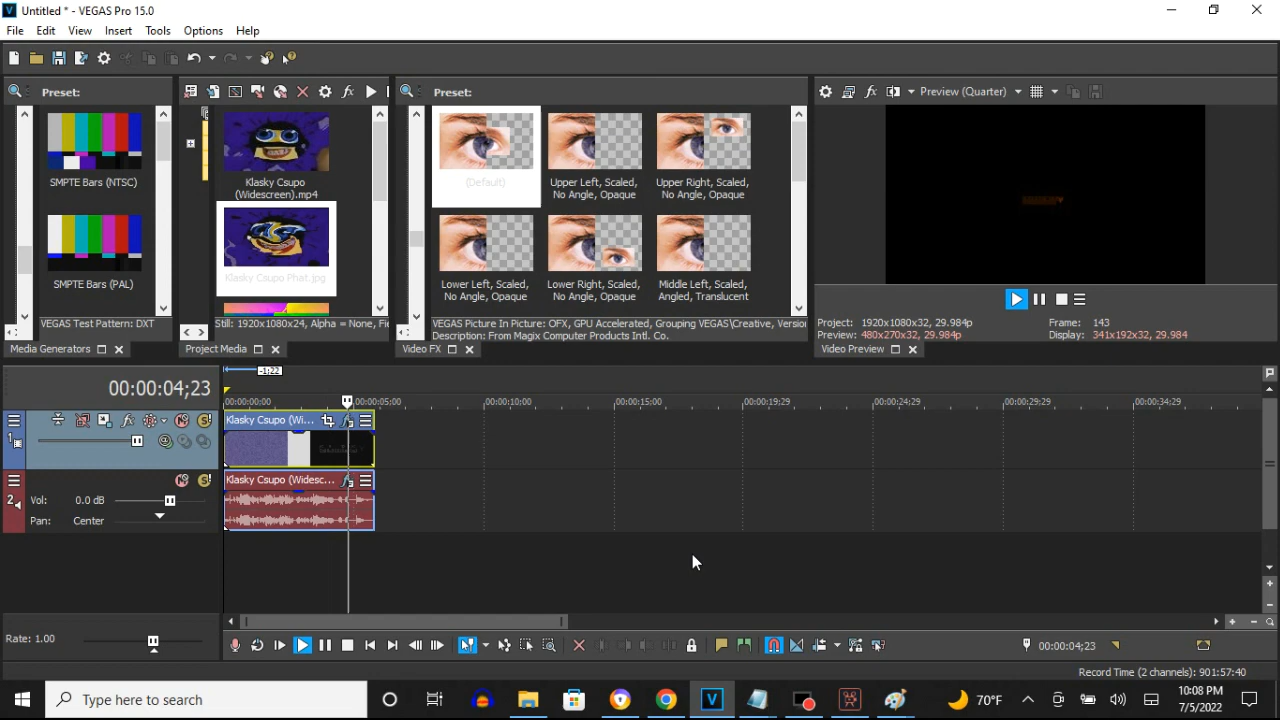 Untitled * - VEGAS Pro 15.0
File Edit View Insert Tools Options Help
Preset:
Preset:
Preview (Quarter)
SMPTE Bars (NTSC)
SMPTE Bars (PAL)
VEGAS Test Pattern: DXT
Klasky Csupo
(Widescreen).mp4
Klasky Csupo Phat.jpg
Still: 1920x1080x24, Alpha = None, Fie
(Default)
Upper Left, Scaled,
No Angle, Opaque
Upper Right, Scaled,
No Angle, Opaque
Lower Left, Scaled,
No Angle, Opaque
Lower Right, Scaled,
No Angle, Opaque
Middle Left, Scaled,
Angled, Translucent
VEGAS Picture In Picture: OFX, GPU Accelerated, Grouping VEGAS\Creative, Versio
Description: From Magix Computer Products Intl. Co.
Project: 1920x1080x32, 29.984p
Preview: 480x270x32, 29.984p
Frame: 143
Display: 341x192x32, 29.984
Media Generators
Project Media
Video FX
Video Preview
-1;22
00:00:04;23
00:00:00;00 00:00:05;00 00:00:10;00 00:00:15;00 00:00:19;29 00:00:24;29 00:00:29;29 00:00:34;29
1
Klasky Csupo (Wi...
2
Klasky Csupo (Widesc...
Vol: 0.0 dB
Pan: Center
Rate: 1.00
00:00:04;23
Record Time (2 channels): 901:57:40
Type here to search
V
70°F
10:08 PM
7/5/2022